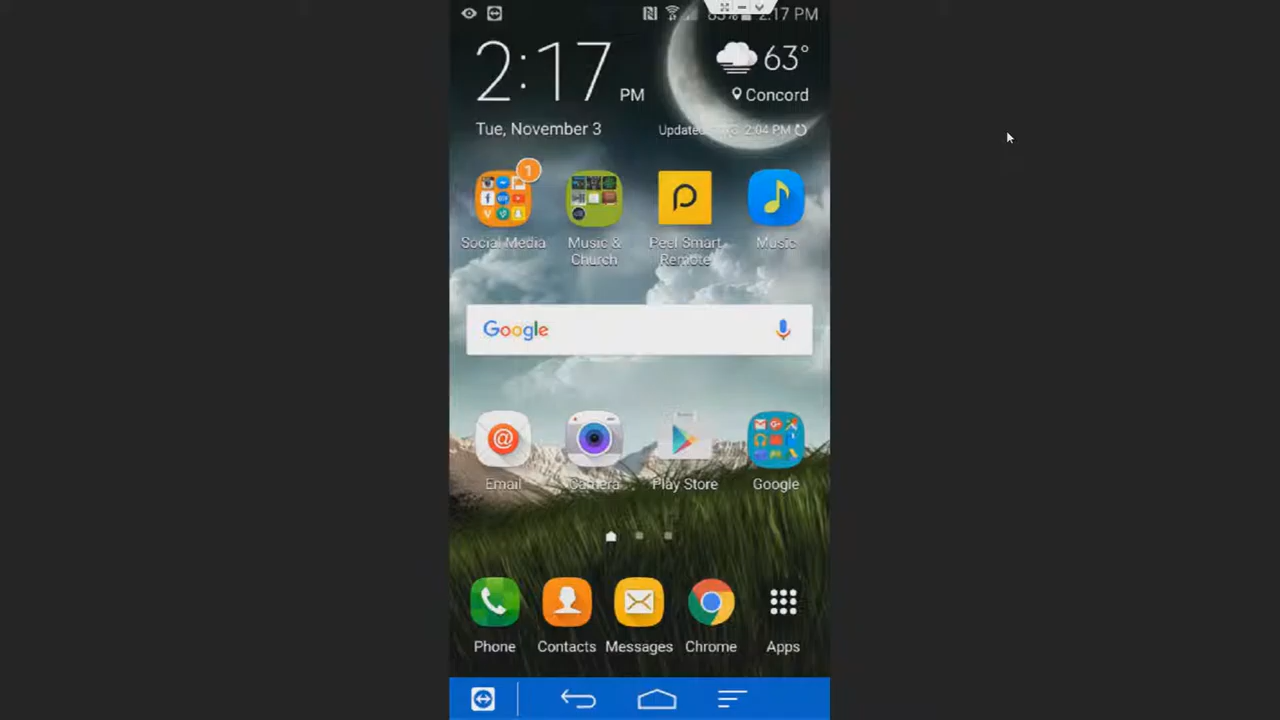 2:17 PM
2:17 PM
63°
Concord
Tue, November 3
Updated 2:04 PM
1
Social Media
Music & Church
Peel Smart Remote
Music
Google
Email
Camera
Play Store
Google
Phone
Contacts
Messages
Chrome
Apps